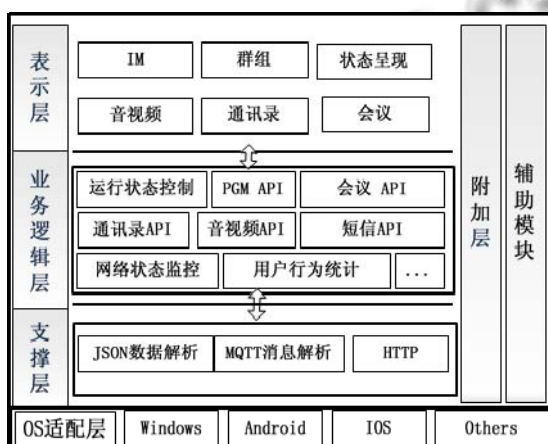 表示层
IM
群组
状态呈现
音视频
通讯录
会议
业务逻辑层
运行状态控制
PGM API
会议 API
通讯录API
音视频API
短信API
网络状态监控
用户行为统计
...
支撑层
JSON数据解析
MQTT消息解析
HTTP
附加层
辅助模块
OS适配层
Windows
Android
IOS
Others